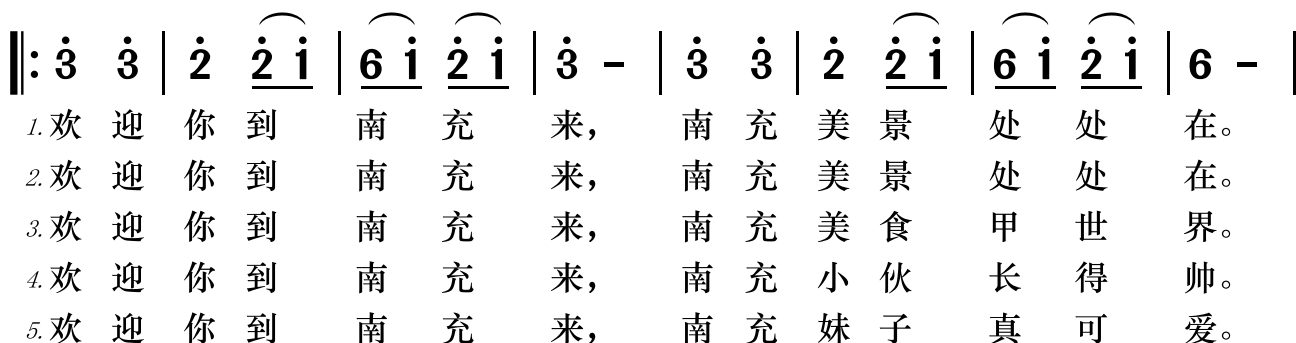 ‖: 3̇ 3̇ | 2̇ 2̇ 1̇ | 6 1̇ 2̇ 1̇ | 3̇ – | 3̇ 3̇ | 2̇ 2̇ 1̇ | 6 1̇ 2̇ 1̇ | 6 – |
1. 欢 迎 你 到 南 充 来， 南 充 美 景 处 处 在。
2. 欢 迎 你 到 南 充 来， 南 充 美 景 处 处 在。
3. 欢 迎 你 到 南 充 来， 南 充 美 食 甲 世 界。
4. 欢 迎 你 到 南 充 来， 南 充 小 伙 长 得 帅。
5. 欢 迎 你 到 南 充 来， 南 充 妹 子 真 可 爱。